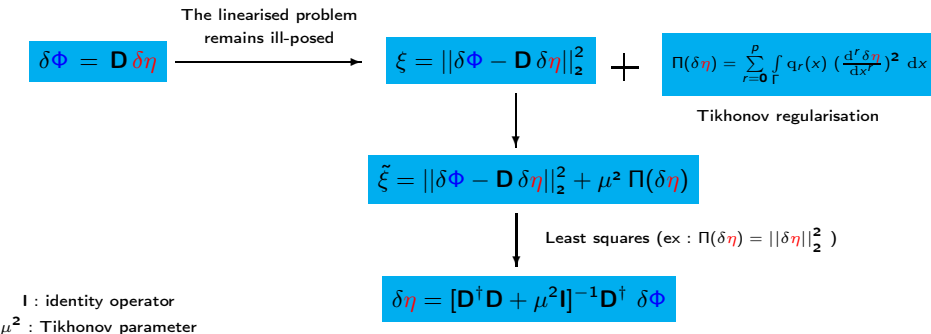 The linearised problem
remains ill-posed
δΦ = D δη
ξ = ||δΦ − D δη||₂²
+
Π(δη) = ∑_{r=0}^{p} ∫_Γ q_r(x) (d^r δη / dx^r)² dx
Tikhonov regularisation
ξ̃ = ||δΦ − D δη||₂² + μ² Π(δη)
Least squares (ex : Π(δη) = ||δη||₂² )
δη = [D†D + μ²I]⁻¹D† δΦ
I : identity operator
μ² : Tikhonov parameter